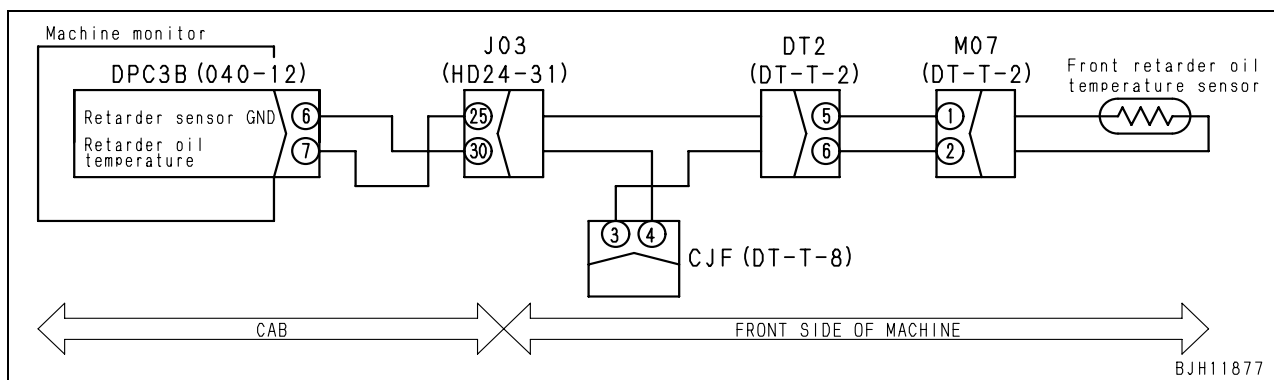 Machine monitor
DPC3B (040-12)
Retarder sensor GND
6
Retarder oil
temperature
7
J03
(HD24-31)
25
30
DT2
(DT-T-2)
5
6
M07
(DT-T-2)
1
2
Front retarder oil
temperature sensor
3
4
CJF (DT-T-8)
CAB
FRONT SIDE OF MACHINE
BJH11877